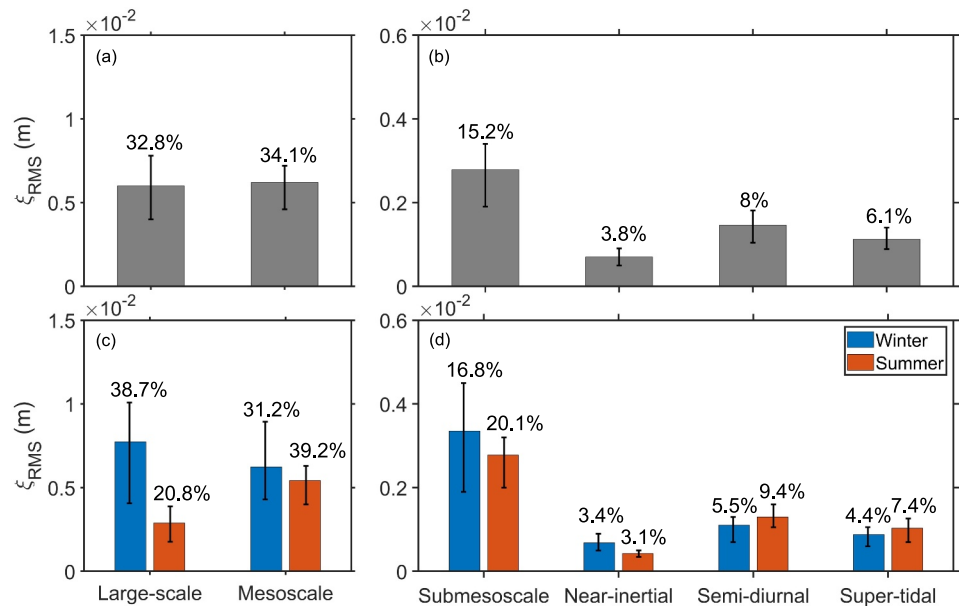 ×10⁻²
1.5
1
0.5
0
ξRMS (m)
(a)
32.8%
34.1%
×10⁻²
0.6
0.4
0.2
0
(b)
15.2%
3.8%
8%
6.1%
×10⁻²
1.5
1
0.5
0
ξRMS (m)
(c)
38.7%
20.8%
31.2%
39.2%
Large-scale
Mesoscale
×10⁻²
0.6
0.4
0.2
0
(d)
Winter
Summer
16.8%
20.1%
3.4%
3.1%
5.5%
9.4%
4.4%
7.4%
Submesoscale
Near-inertial
Semi-diurnal
Super-tidal